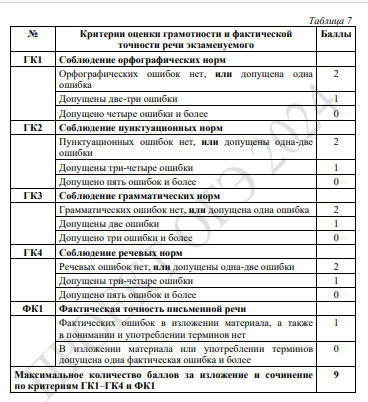 Таблица 7
№ Критерии оценки грамотности и фактической точности речи экзаменуемого Баллы
ГК1 Соблюдение орфографических норм
Орфографических ошибок нет, или допущена одна 2
ошибка
Допущены две-три ошибки 1
Допущено четыре ошибки и более 0
ГК2 Соблюдение пунктуационных норм
Пунктуационных ошибок нет, или допущены одна-две 2
ошибки
Допущены три-четыре ошибки 1
Допущено пять ошибок и более 0
ГК3 Соблюдение грамматических норм
Грамматических ошибок нет, или допущена одна ошибка 2
Допущены две ошибки 1
Допущено три ошибки и более 0
ГК4 Соблюдение речевых норм
Речевых ошибок нет, или допущены одна-две ошибки 2
Допущены три-четыре ошибки 1
Допущено пять ошибок и более 0
ФК1 Фактическая точность письменной речи
Фактических ошибок в изложении материала, а также 1
в понимании и употреблении терминов нет
В изложении материала или употреблении терминов 0
допущена одна фактическая ошибка и более
Максимальное количество баллов за изложение и сочинение 9
по критериям ГК1–ГК4 и ФК1
ПРОЕКТ ОГЭ 2024